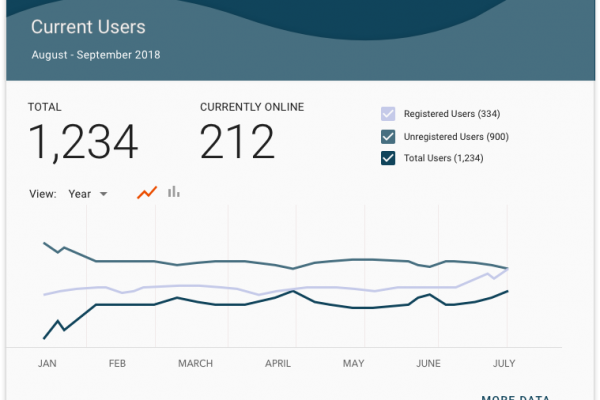 Current Users
August - September 2018
TOTAL
1,234
CURRENTLY ONLINE
212
Registered Users (334)
Unregistered Users (900)
Total Users (1,234)
View: Year
JAN FEB MARCH APRIL MAY JUNE JULY
MORE DATA